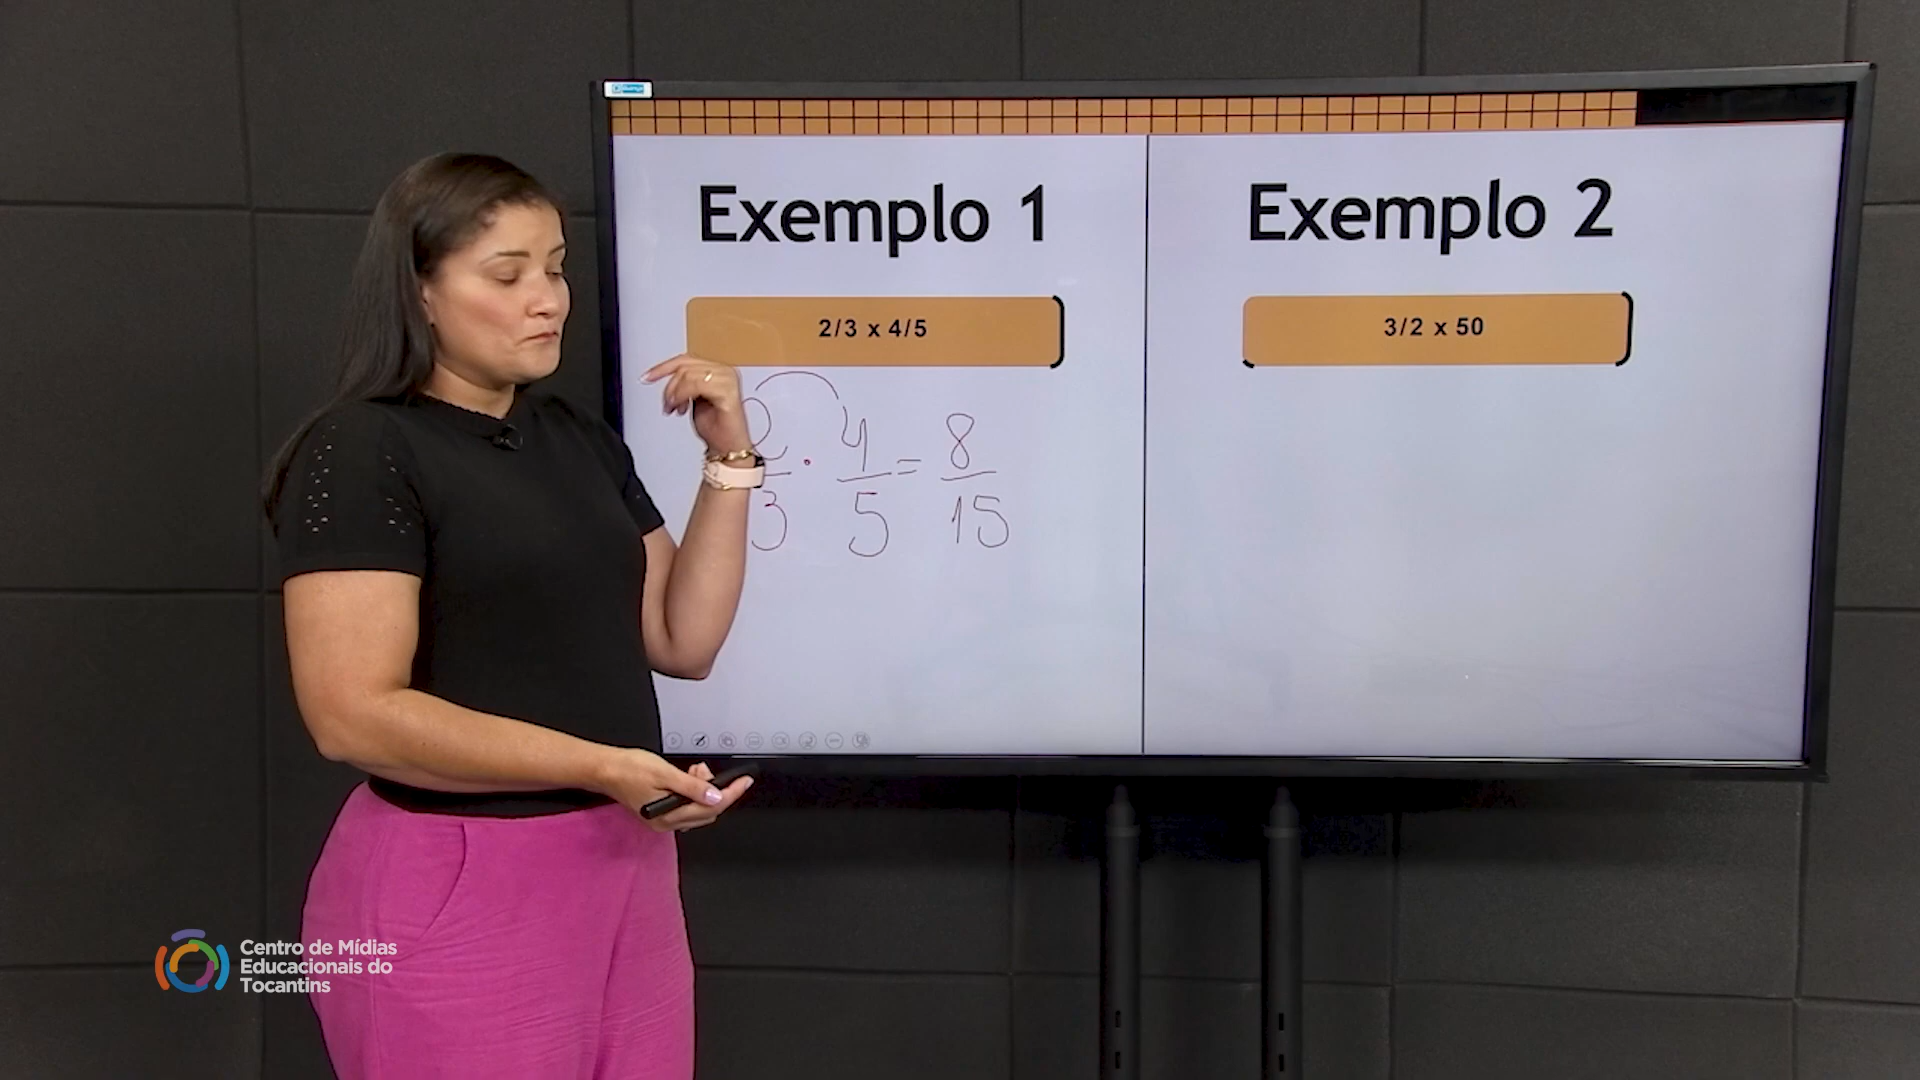 Exemplo 1
2/3 x 4/5
2/3 · 4/5 = 8/15
Exemplo 2
3/2 x 50
Centro de Mídias
Educacionais do
Tocantins